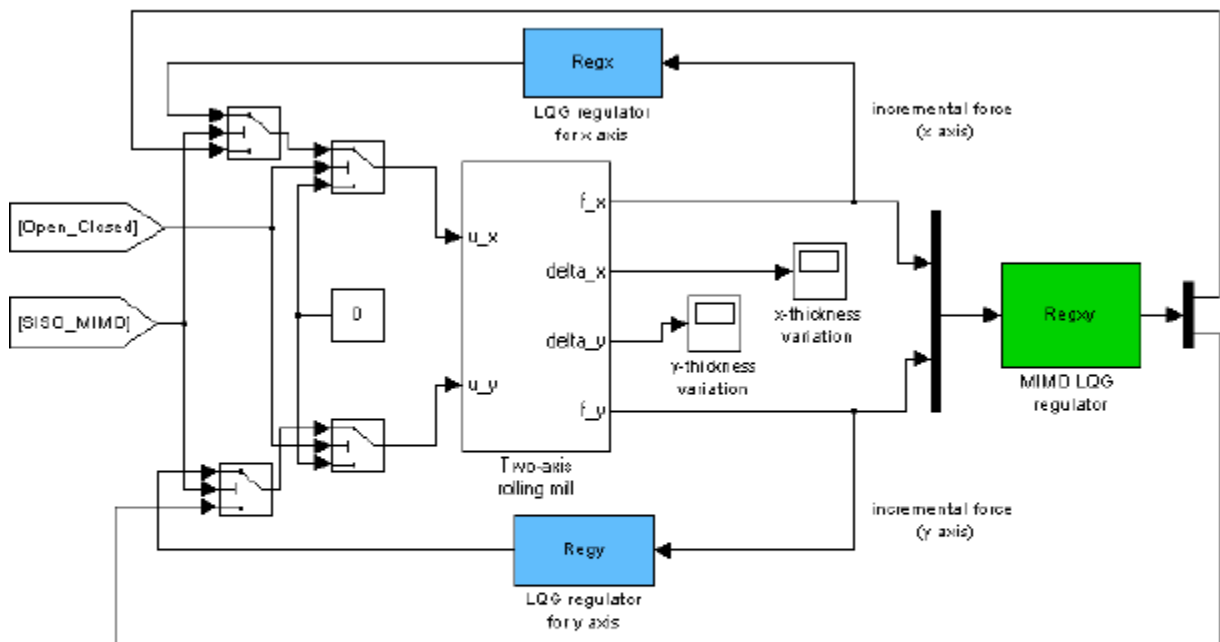 Regx
LQG regulator
for x axis
incremental force
(x axis)
[Open_Closed]
[SISO_MIMO]
0
u_x
u_y
f_x
delta_x
delta_y
f_y
Two-axis
rolling mill
x-thickness
variation
y-thickness
variation
Regxy
MIMO LQG
regulator
incremental force
(y axis)
Regy
LQG regulator
for y axis